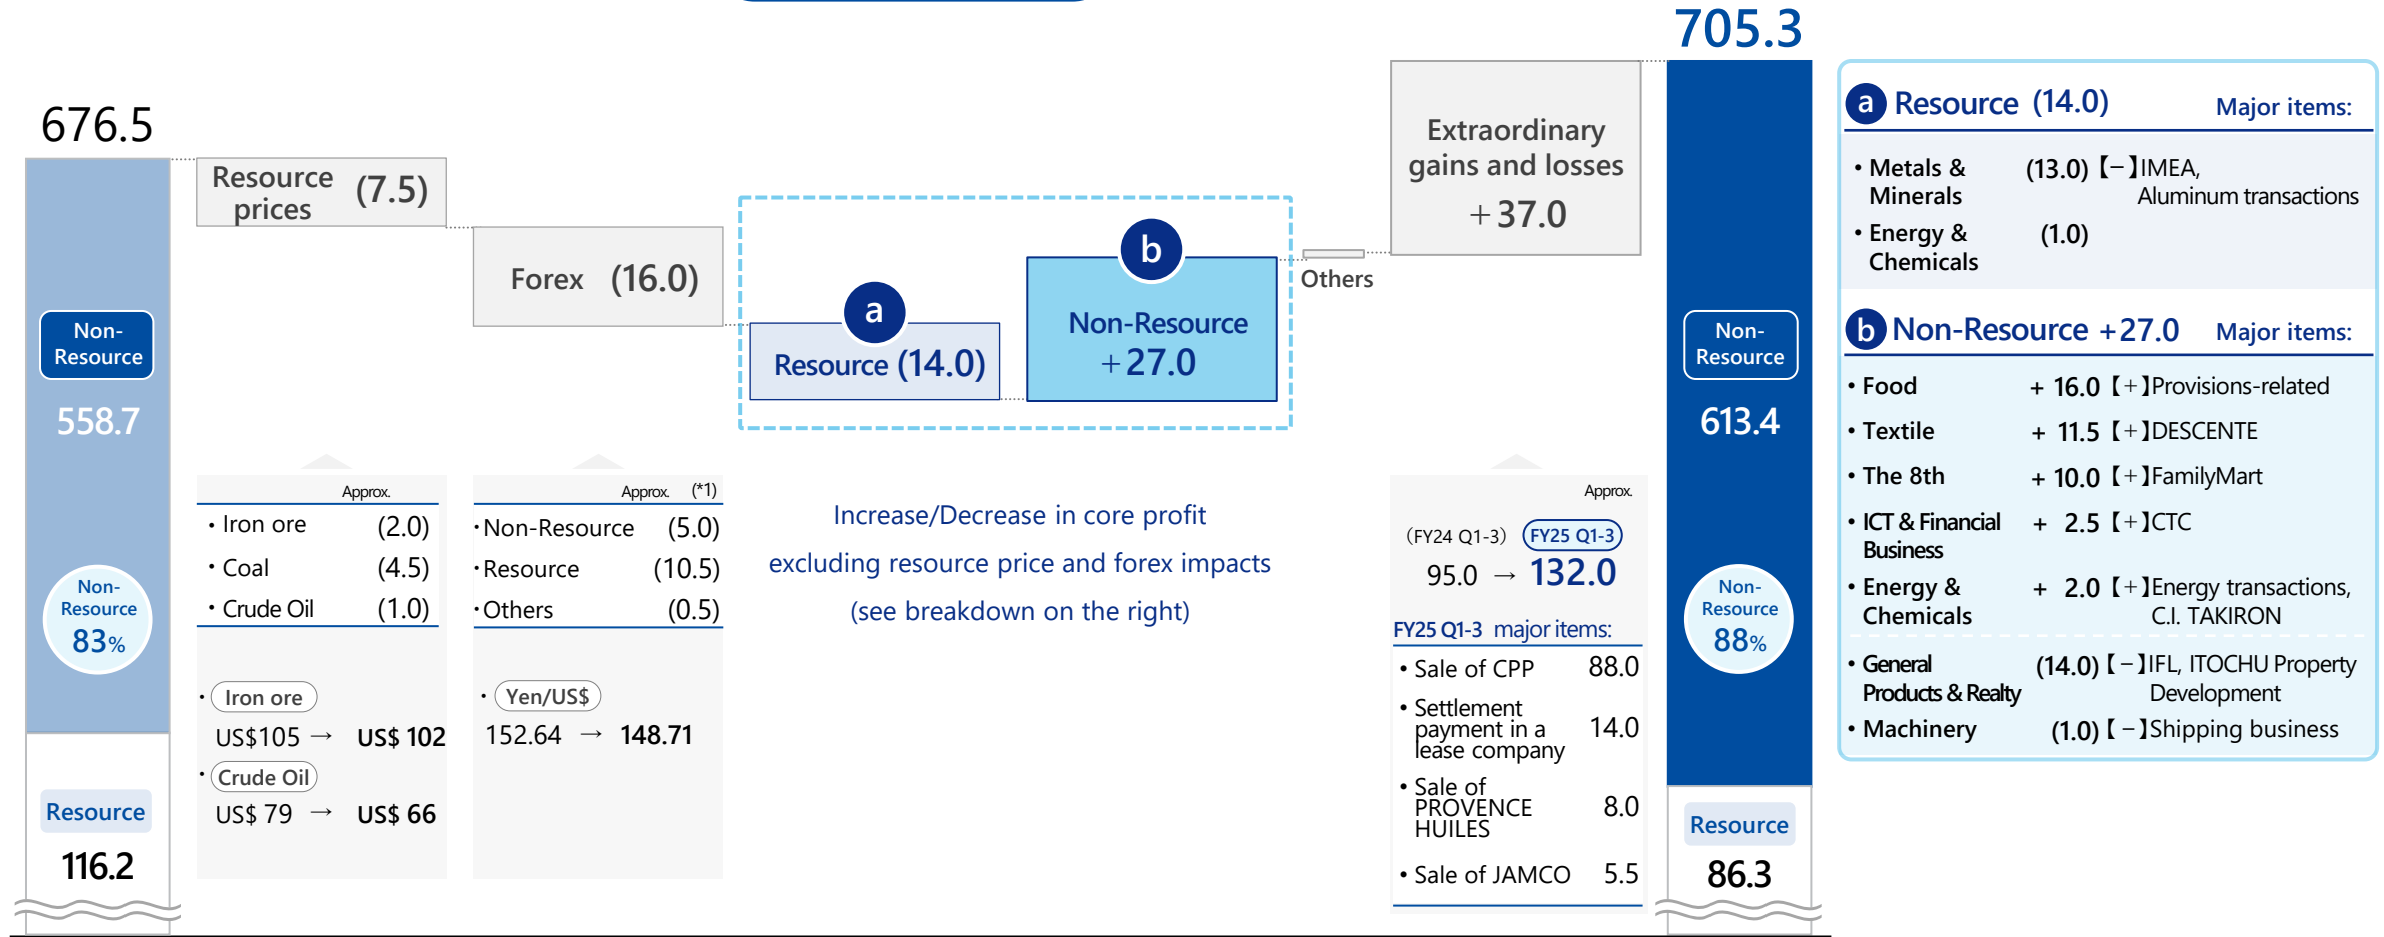 676.5
Non-
Resource
558.7
Non-
Resource
83%
Resource
116.2
Resource
prices
(7.5)
Approx.
・Iron ore (2.0)
・Coal (4.5)
・Crude Oil (1.0)
・Iron ore
US$105 → US$ 102
・Crude Oil
US$ 79 → US$ 66
Forex (16.0)
Approx. (*1)
・Non-Resource (5.0)
・Resource (10.5)
・Others (0.5)
・Yen/US$
152.64 → 148.71
a
Resource (14.0)
b
Non-Resource
+27.0
Increase/Decrease in core profit
excluding resource price and forex impacts
(see breakdown on the right)
Others
Extraordinary
gains and losses
+37.0
Approx.
(FY24 Q1-3) FY25 Q1-3
95.0 → 132.0
FY25 Q1-3 major items:
・Sale of CPP 88.0
・Settlement
payment in a
lease company
14.0
・Sale of
PROVENCE
HUILES
8.0
・Sale of JAMCO 5.5
705.3
Non-
Resource
613.4
Non-
Resource
88%
Resource
86.3
a Resource (14.0) Major items:
・Metals & (13.0)【−】IMEA,
Minerals Aluminum transactions
・Energy & (1.0)
Chemicals
b Non-Resource +27.0 Major items:
・Food + 16.0【+】Provisions-related
・Textile + 11.5【+】DESCENTE
・The 8th + 10.0【+】FamilyMart
・ICT & Financial + 2.5【+】CTC
Business
・Energy & + 2.0【+】Energy transactions,
Chemicals C.I. TAKIRON
・General (14.0)【−】IFL, ITOCHU Property
Products & Realty Development
・Machinery (1.0)【−】Shipping business